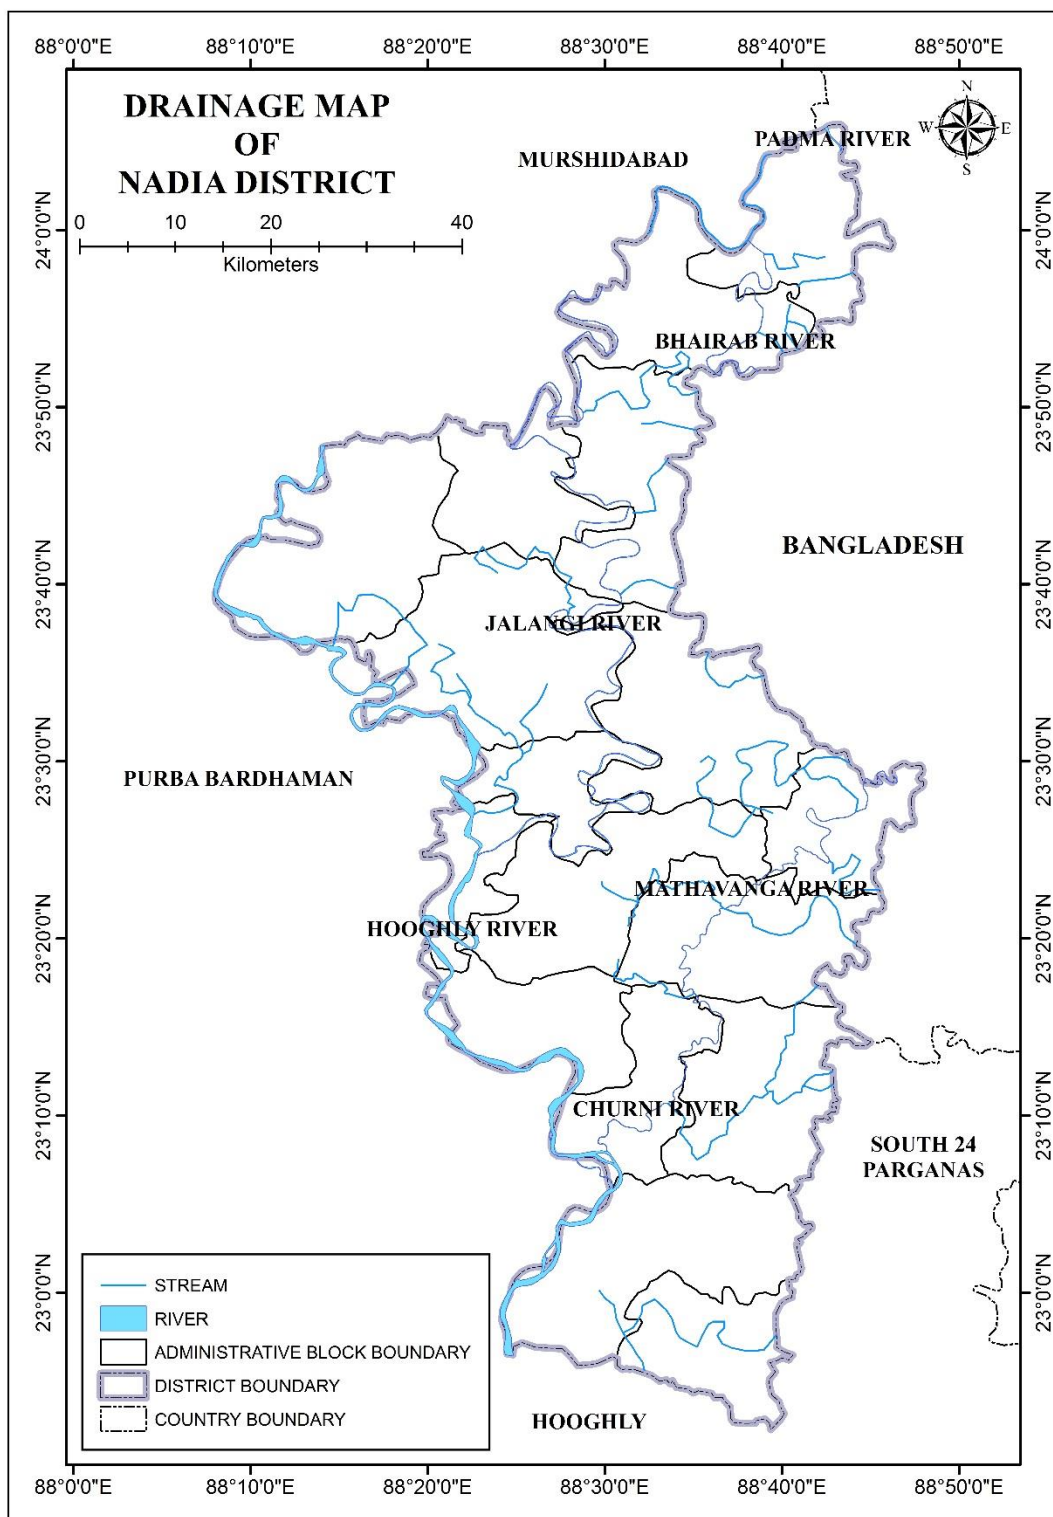 88°0'0"E 88°10'0"E 88°20'0"E 88°30'0"E 88°40'0"E 88°50'0"E
DRAINAGE MAP
OF
NADIA DISTRICT
0 10 20 40
Kilometers
N
W E
S
PADMA RIVER
MURSHIDABAD
24°0'0"N 24°0'0"N
BHAIRAB RIVER
23°50'0"N 23°50'0"N
BANGLADESH
23°40'0"N 23°40'0"N
JALANGI RIVER
23°30'0"N 23°30'0"N
PURBA BARDHAMAN
MATHAVANGA RIVER
HOOGHLY RIVER
23°20'0"N 23°20'0"N
CHURNI RIVER
23°10'0"N 23°10'0"N
SOUTH 24
PARGANAS
23°0'0"N 23°0'0"N
STREAM
RIVER
ADMINISTRATIVE BLOCK BOUNDARY
DISTRICT BOUNDARY
COUNTRY BOUNDARY
HOOGHLY
88°0'0"E 88°10'0"E 88°20'0"E 88°30'0"E 88°40'0"E 88°50'0"E